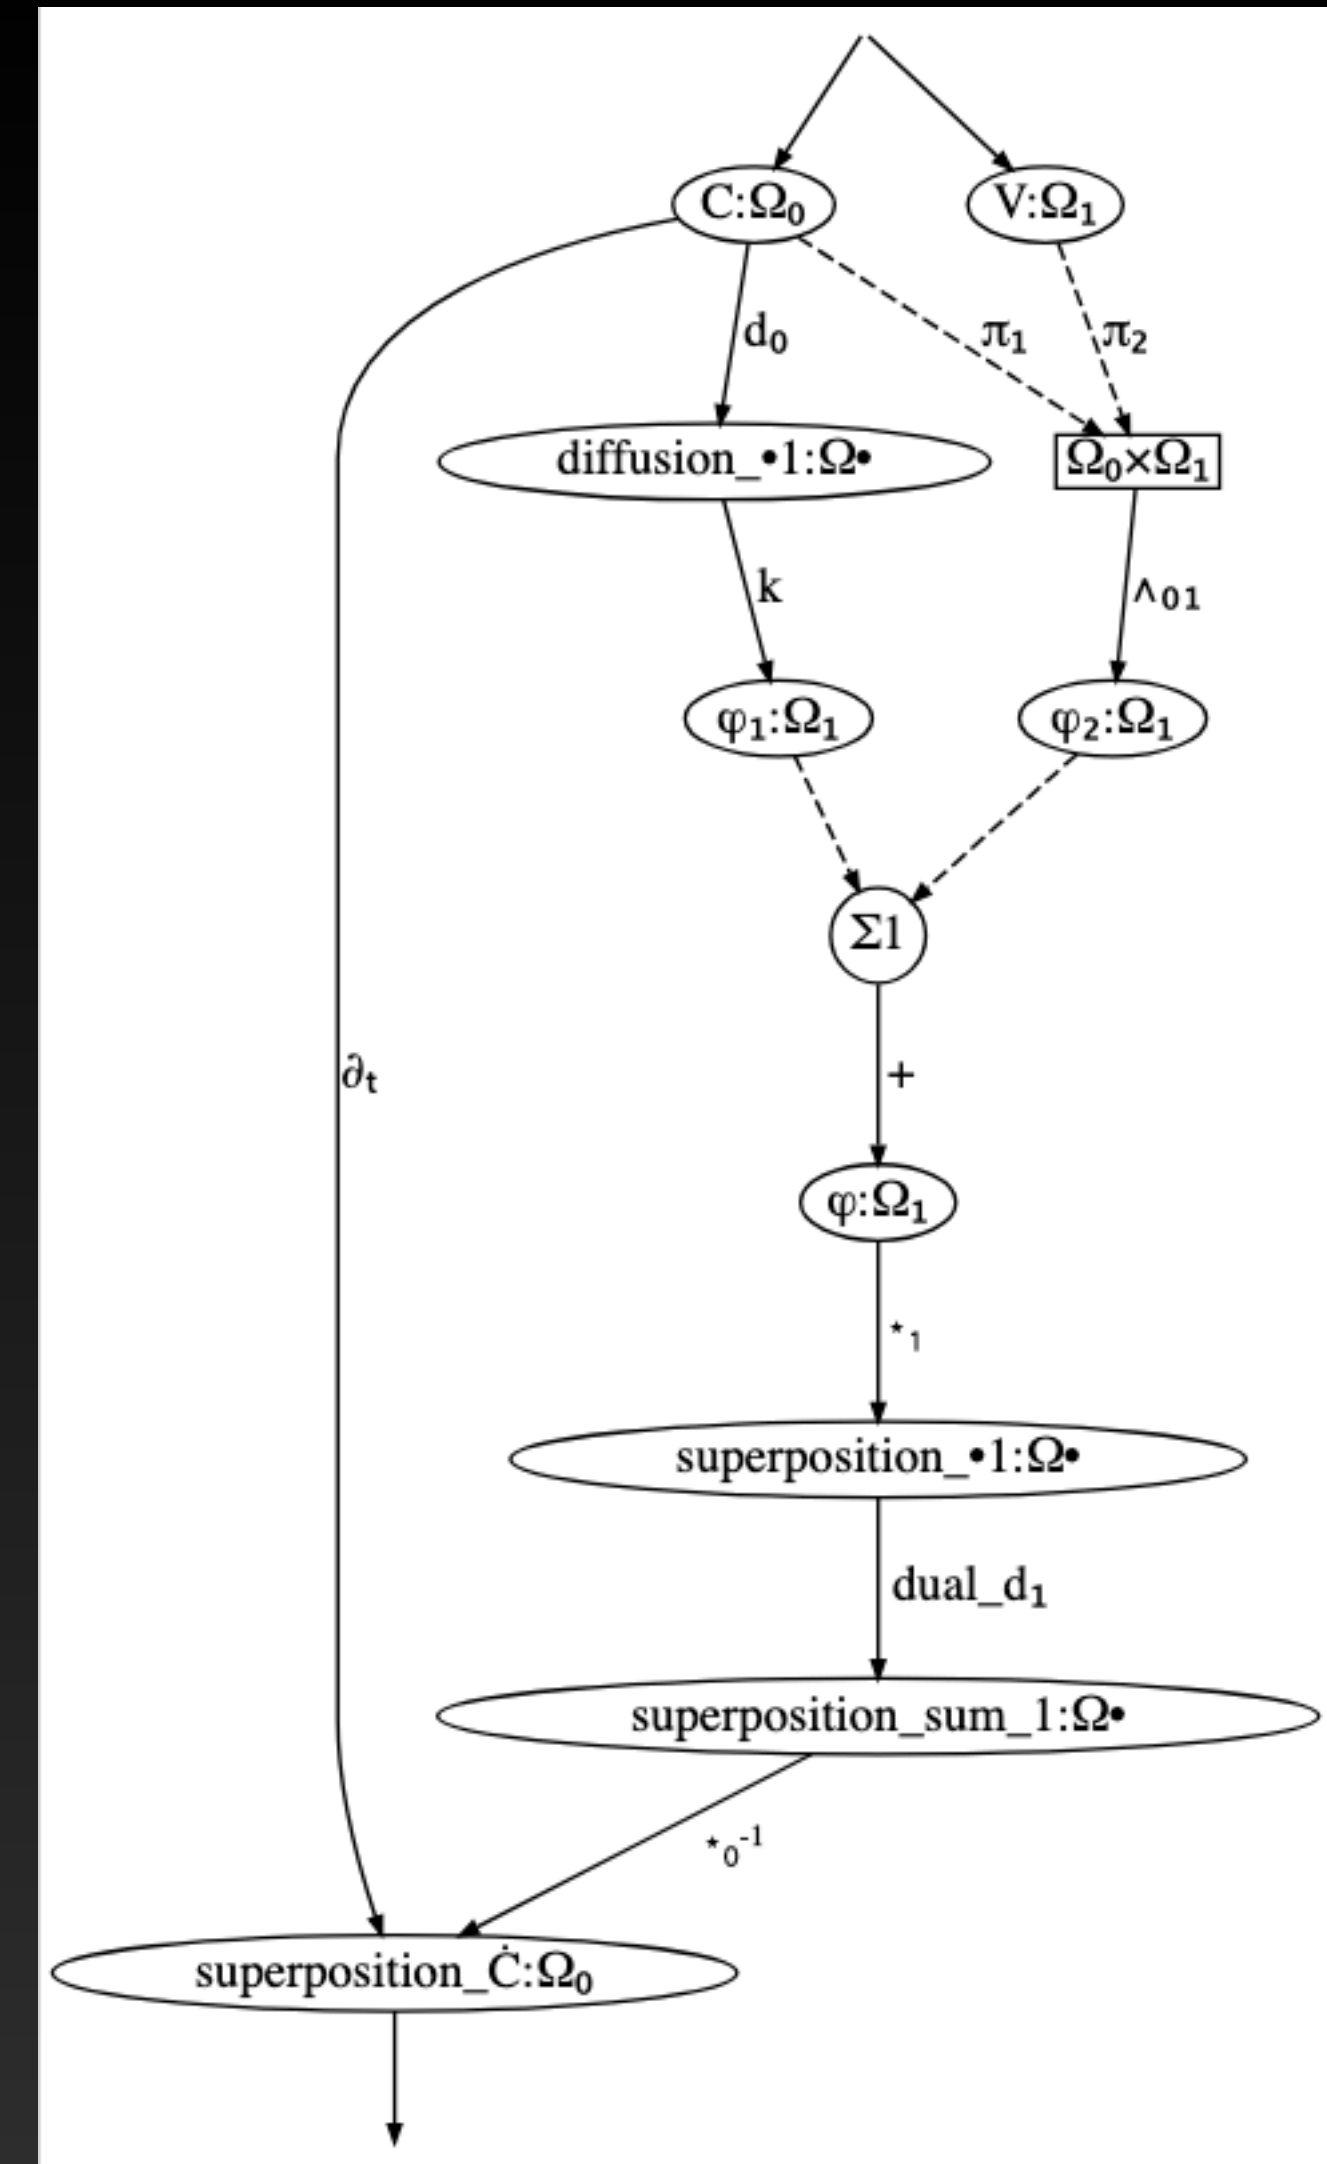 C:Ω₀
V:Ω₁
d₀
π₁
π₂
diffusion_•1:Ω•
Ω₀×Ω₁
k
∧₀₁
φ₁:Ω₁
φ₂:Ω₁
Σ1
∂ₜ
+
φ:Ω₁
⋆₁
superposition_•1:Ω•
dual_d₁
superposition_sum_1:Ω•
⋆₀⁻¹
superposition_Ċ:Ω₀